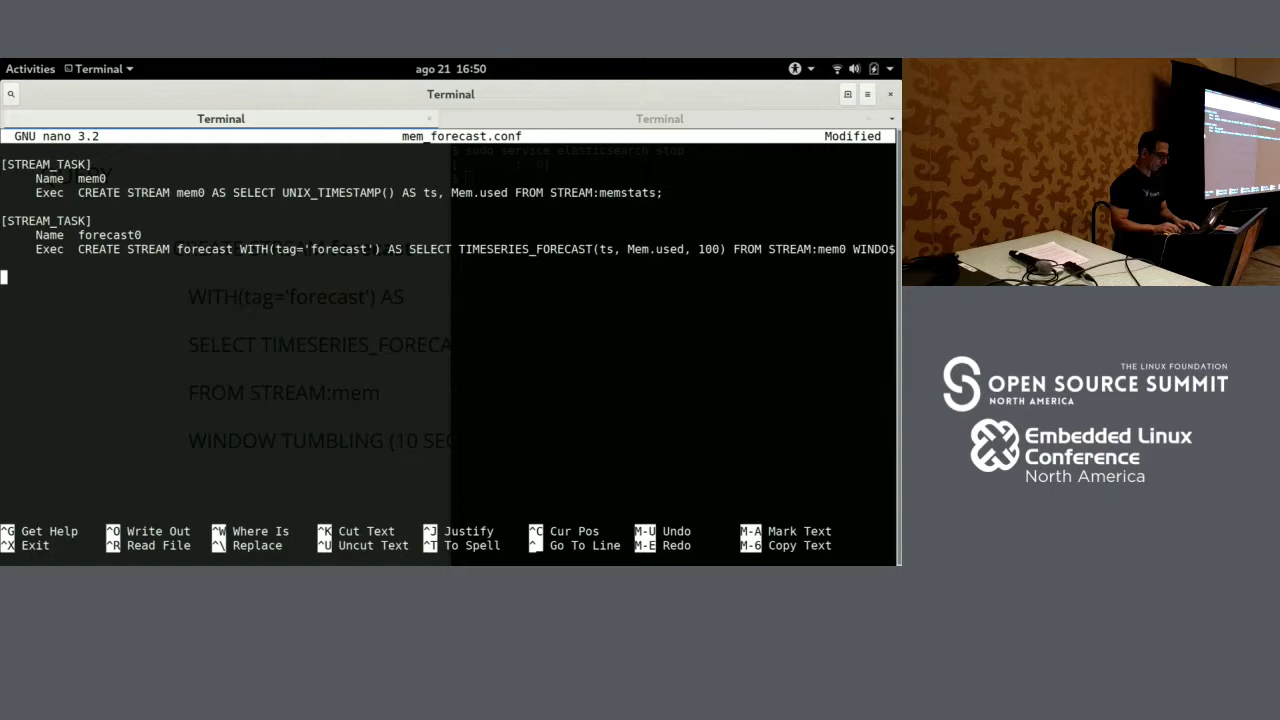 Activities Terminal ago 21 16:50
Terminal
Terminal Terminal
GNU nano 3.2 mem_forecast.conf Modified
$ sudo service elasticsearch stop
[STREAM_TASK]
Name mem0
Exec CREATE STREAM mem0 AS SELECT UNIX_TIMESTAMP() AS ts, Mem.used FROM STREAM:memstats;
[STREAM_TASK]
Name forecast0
Exec CREATE STREAM forecast WITH(tag='forecast') AS SELECT TIMESERIES_FORECAST(ts, Mem.used, 100) FROM STREAM:mem0 WINDO$
WITH(tag='forecast') AS
SELECT TIMESERIES_FORECA
FROM STREAM:mem
WINDOW TUMBLING (10 SEC
^G Get Help ^O Write Out ^W Where Is ^K Cut Text ^J Justify ^C Cur Pos M-U Undo M-A Mark Text
^X Exit ^R Read File ^\ Replace ^U Uncut Text ^T To Spell ^_ Go To Line M-E Redo M-6 Copy Text
THE LINUX FOUNDATION
OPEN SOURCE SUMMIT
NORTH AMERICA
Embedded Linux
Conference
North America